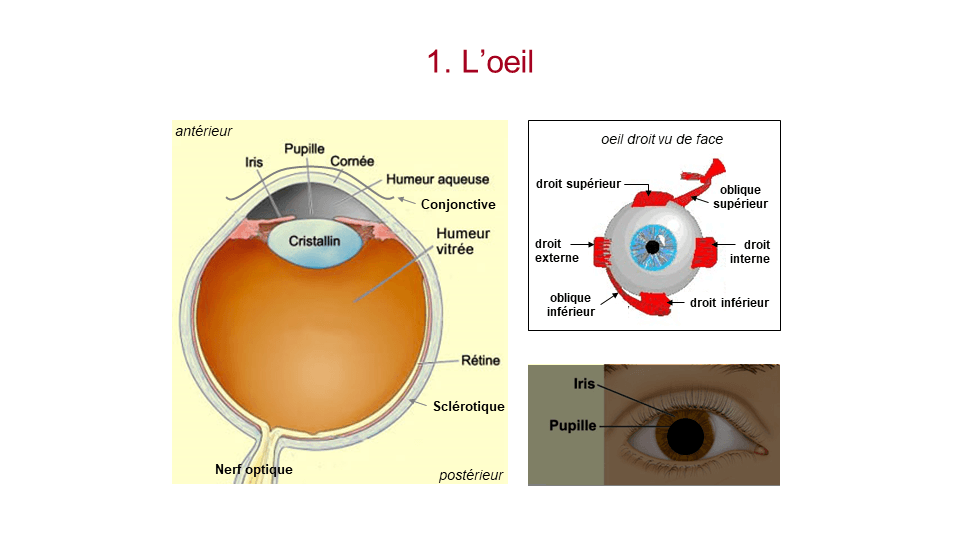 1. L’oeil
antérieur
Pupille
Iris
Cornée
Humeur aqueuse
Conjonctive
Cristallin
Humeur
vitrée
Rétine
Sclérotique
Nerf optique
postérieur
oeil droit vu de face
droit supérieur
oblique
supérieur
droit
externe
droit
interne
oblique
inférieur
droit inférieur
Iris
Pupille